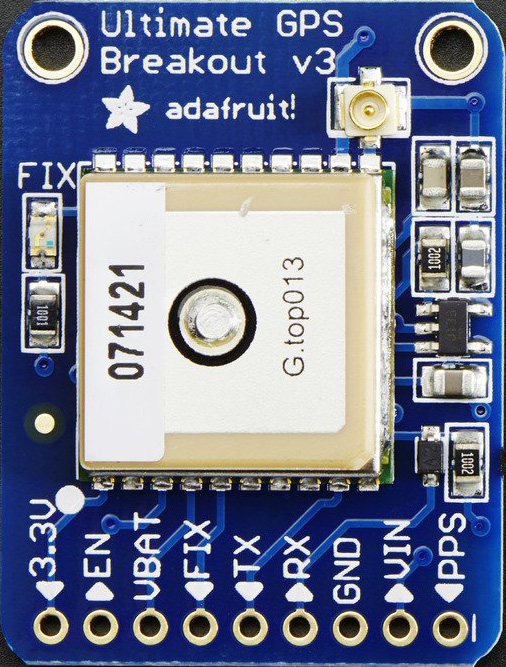 Ultimate GPS
Breakout v3
adafruit!
FIX
1002
1001
071421
G.top013
1002
3.3V
EN
VBAT
FIX
TX
RX
GND
VIN
PPS